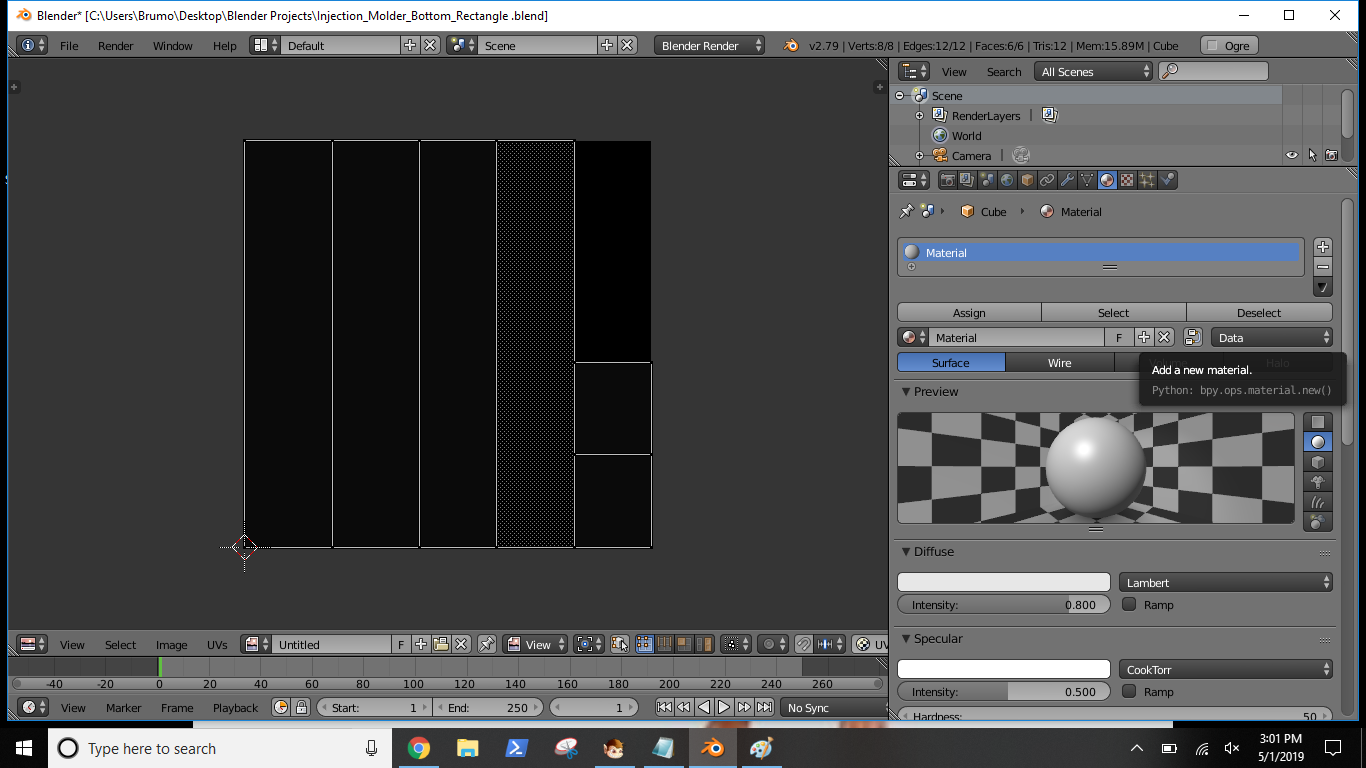 Blender* [C:\Users\Brumo\Desktop\Blender Projects\Injection_Molder_Bottom_Rectangle .blend]
File Render Window Help Default Scene Blender Render v2.79 | Verts:8/8 | Edges:12/12 | Faces:6/6 | Tris:12 | Mem:15.89M | Cube Ogre
View Search All Scenes
Scene
RenderLayers |
World
Camera |
Cube Material
Material
Assign Select Deselect
Material F Data
Surface Wire Volume Halo
Add a new material.
Python: bpy.ops.material.new()
Preview
Diffuse
Lambert
Intensity: 0.800 Ramp
Specular
CookTorr
Intensity: 0.500 Ramp
Hardness: 50
View Select Image UVs Untitled F View UV
-40 -20 0 20 40 60 80 100 120 140 160 180 200 220 240 260
View Marker Frame Playback Start: 1 End: 250 1 No Sync
Type here to search
3:01 PM
5/1/2019